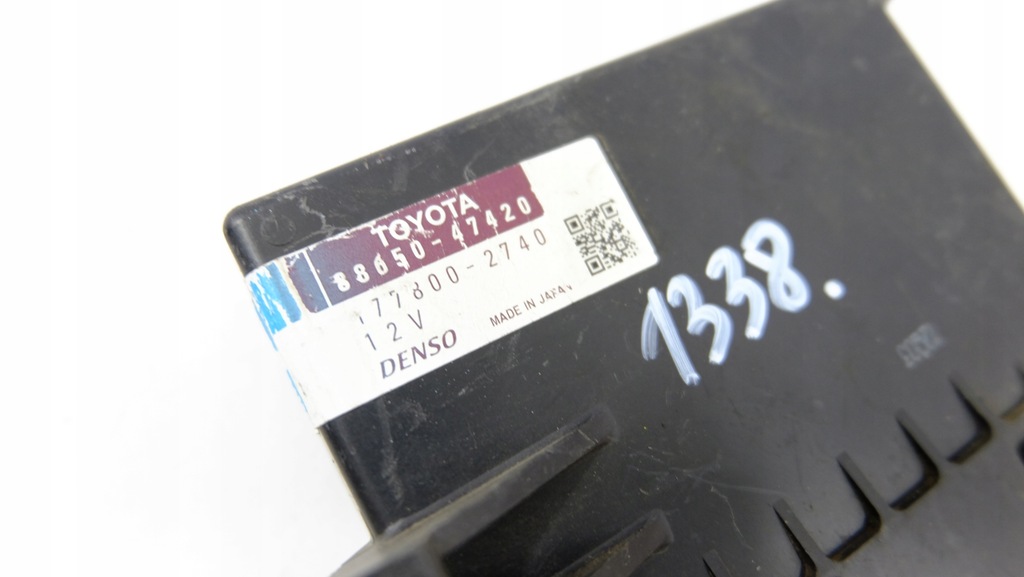 TOYOTA
88650-47420
177800-2740
12V
DENSO
MADE IN JAPAN
1338.